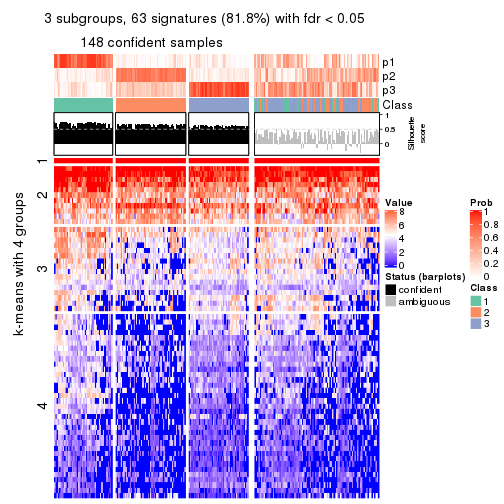 3 subgroups, 63 signatures (81.8%) with fdr < 0.05
148 confident samples
p1
p2
p3
Class
1
0.5
0
Silhouette
score
k-means with 4 groups
1
2
3
4
Value
8
6
4
2
0
Status (barplots)
confident
ambiguous
Prob
1
0.8
0.6
0.4
0.2
0
Class
1
2
3